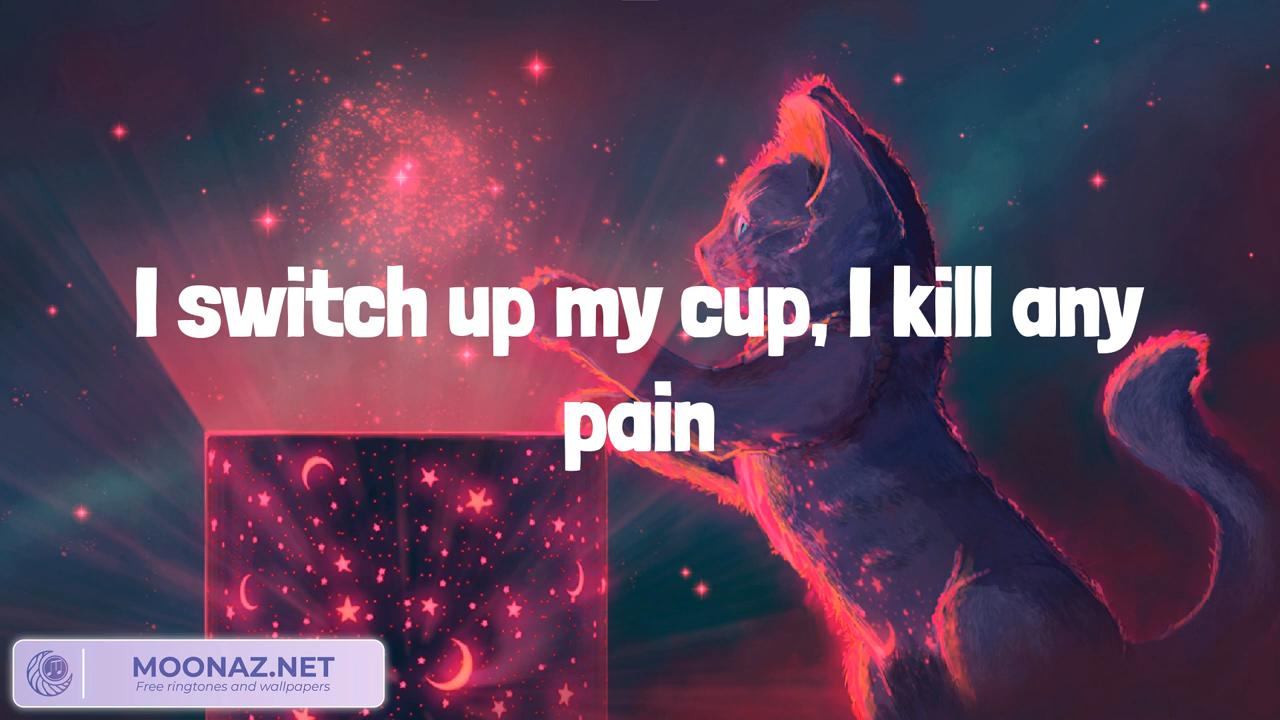 I switch up my cup, I kill any
pain
MOONAZ.NET
Free ringtones and wallpapers